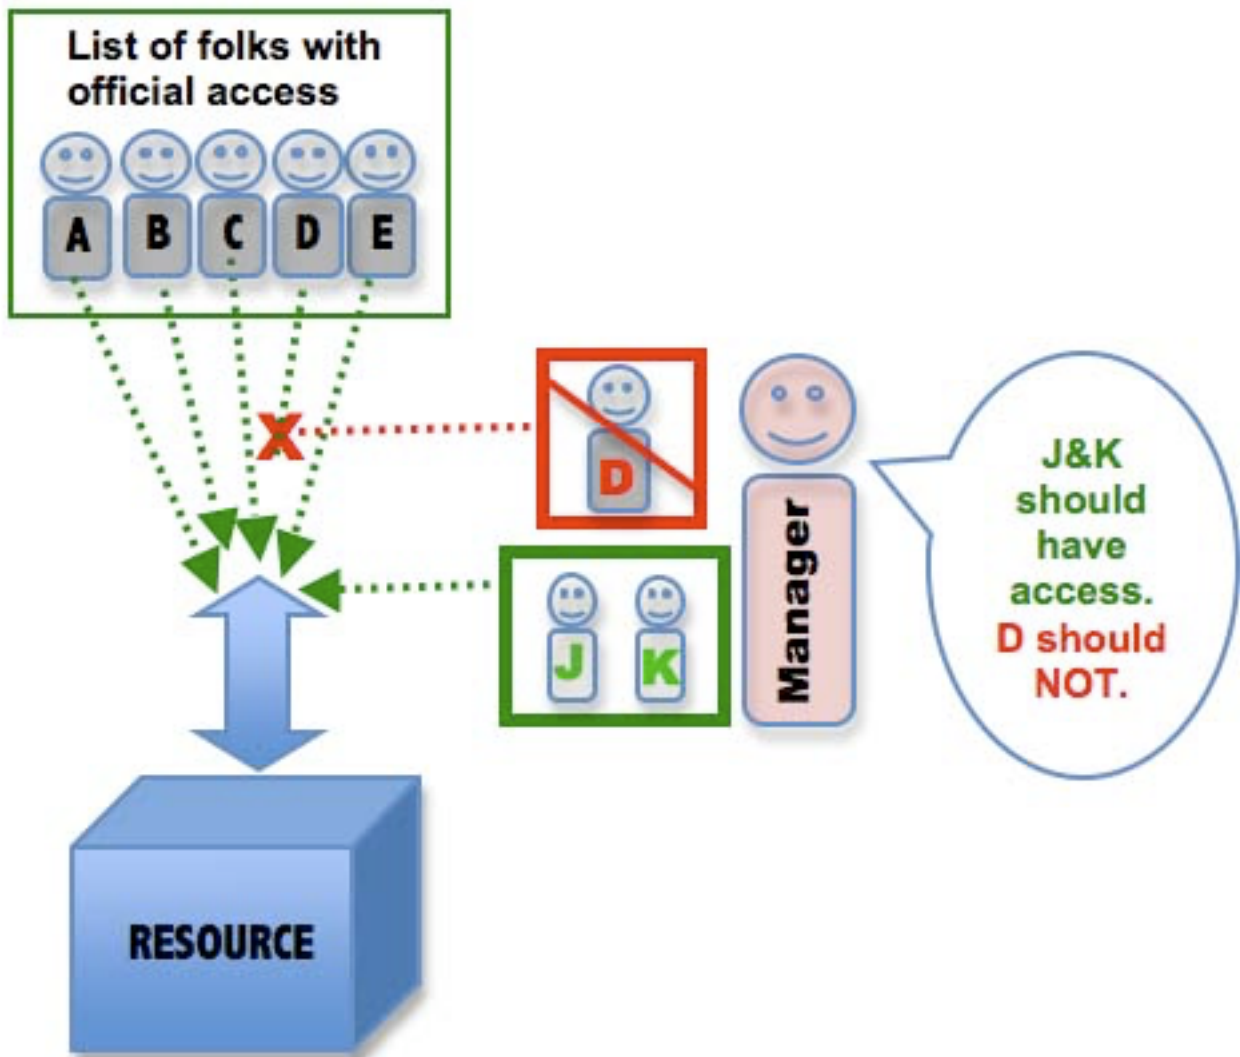 List of folks with
official access
A B C D E
X
D
J K
Manager
J&K
should
have
access.
D should
NOT.
RESOURCE